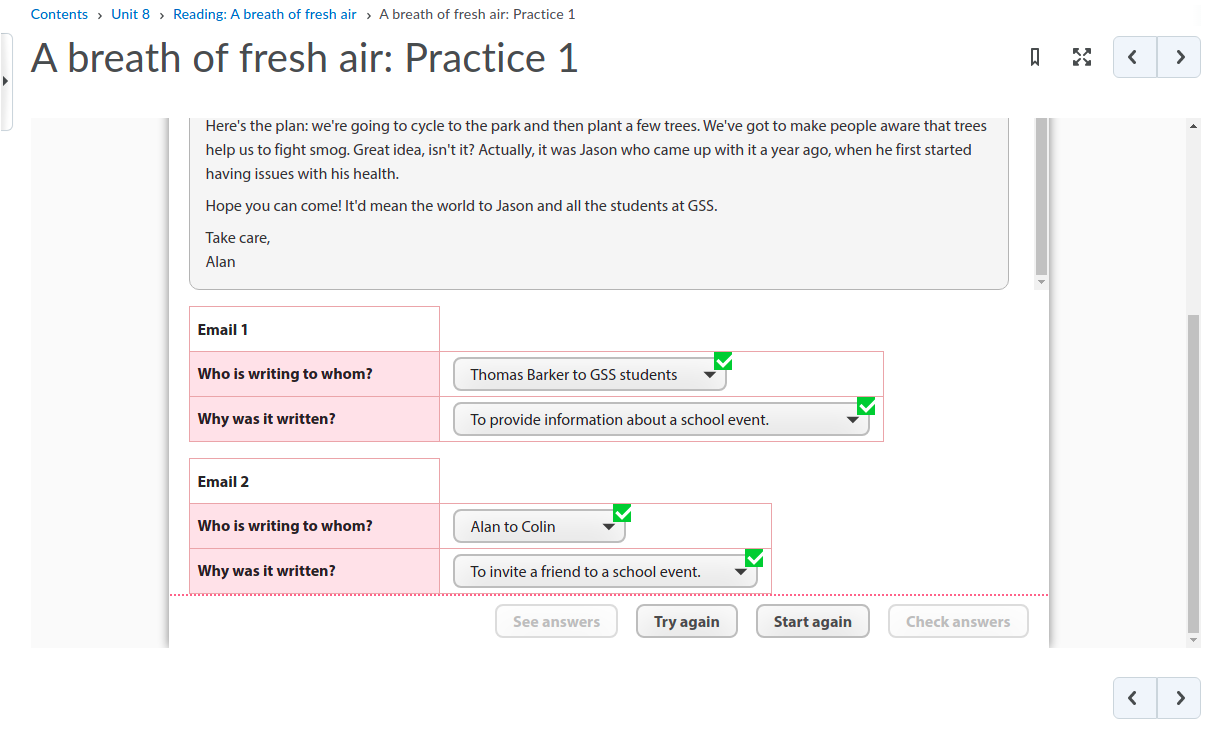 Contents › Unit 8 › Reading: A breath of fresh air › A breath of fresh air: Practice 1
A breath of fresh air: Practice 1
Here's the plan: we're going to cycle to the park and then plant a few trees. We've got to make people aware that trees
help us to fight smog. Great idea, isn't it? Actually, it was Jason who came up with it a year ago, when he first started
having issues with his health.
Hope you can come! It'd mean the world to Jason and all the students at GSS.
Take care,
Alan
Email 1
Who is writing to whom? Thomas Barker to GSS students
Why was it written? To provide information about a school event.
Email 2
Who is writing to whom? Alan to Colin
Why was it written? To invite a friend to a school event.
See answers Try again Start again Check answers